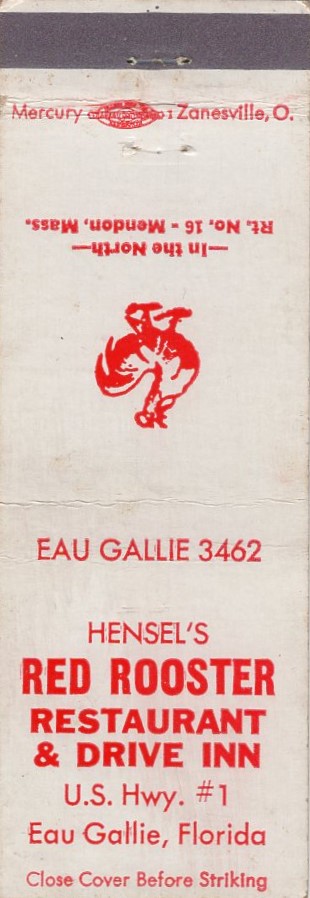 Mercury 1 Zanesville, O.
—In the North—
Rt. No. 16 - Mendon, Mass.
EAU GALLIE 3462
HENSEL'S
RED ROOSTER
RESTAURANT
& DRIVE INN
U.S. Hwy. #1
Eau Gallie, Florida
Close Cover Before Striking